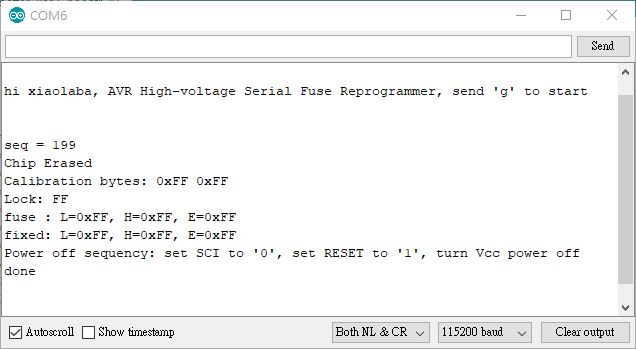 COM6
Send
hi xiaolaba, AVR High-voltage Serial Fuse Reprogrammer, send 'g' to start
seq = 199
Chip Erased
Calibration bytes: 0xFF 0xFF
Lock: FF
fuse : L=0xFF, H=0xFF, E=0xFF
fixed: L=0xFF, H=0xFF, E=0xFF
Power off sequency: set SCI to '0', set RESET to '1', turn Vcc power off
done
Autoscroll Show timestamp Both NL & CR 115200 baud Clear output